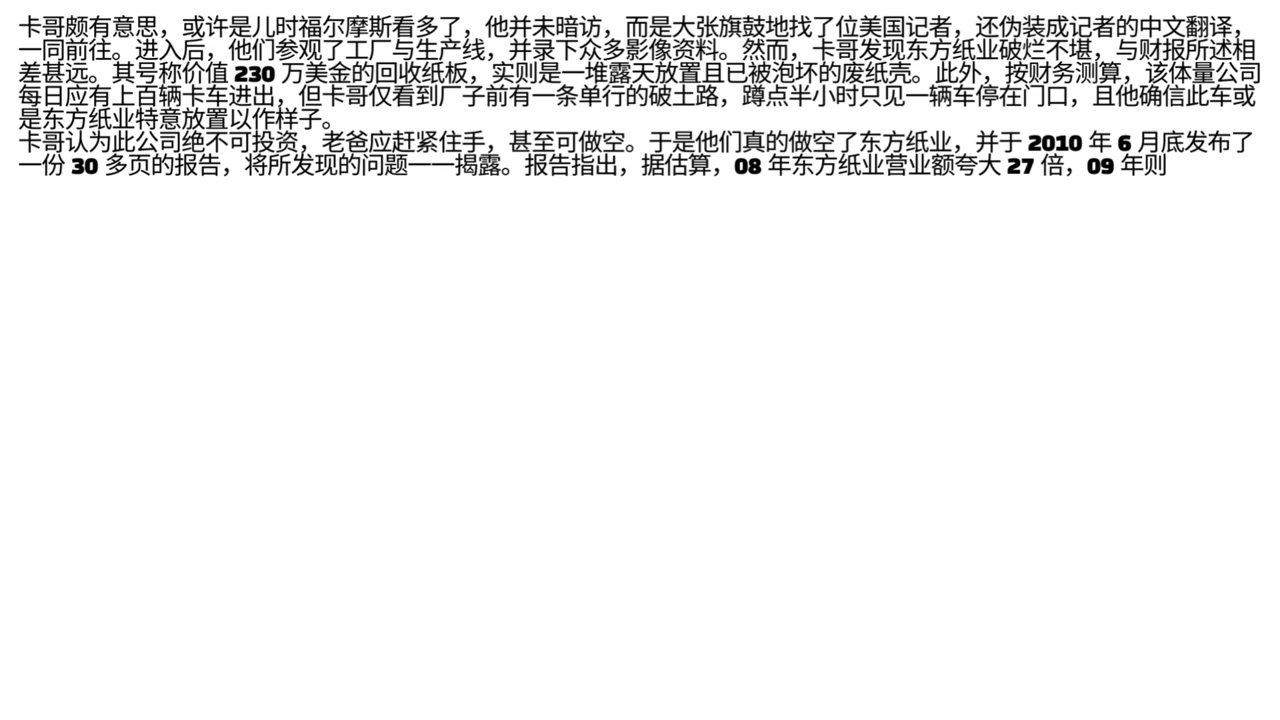 卡哥颇有意思，或许是儿时福尔摩斯看多了，他并未暗访，而是大张旗鼓地找了位美国记者，还伪装成记者的中文翻译，
一同前往。进入后，他们参观了工厂与生产线，并录下众多影像资料。然而，卡哥发现东方纸业破烂不堪，与财报所述相
差甚远。其号称价值 230 万美金的回收纸板，实则是一堆露天放置且已被泡坏的废纸壳。此外，按财务测算，该体量公司
每日应有上百辆卡车进出，但卡哥仅看到厂子前有一条单行的破土路，蹲点半小时只见一辆车停在门口，且他确信此车或
是东方纸业特意放置以作样子。
卡哥认为此公司绝不可投资，老爸应赶紧住手，甚至可做空。于是他们真的做空了东方纸业，并于 2010 年 6 月底发布了
一份 30 多页的报告，将所发现的问题一一揭露。报告指出，据估算，08 年东方纸业营业额夸大 27 倍，09 年则